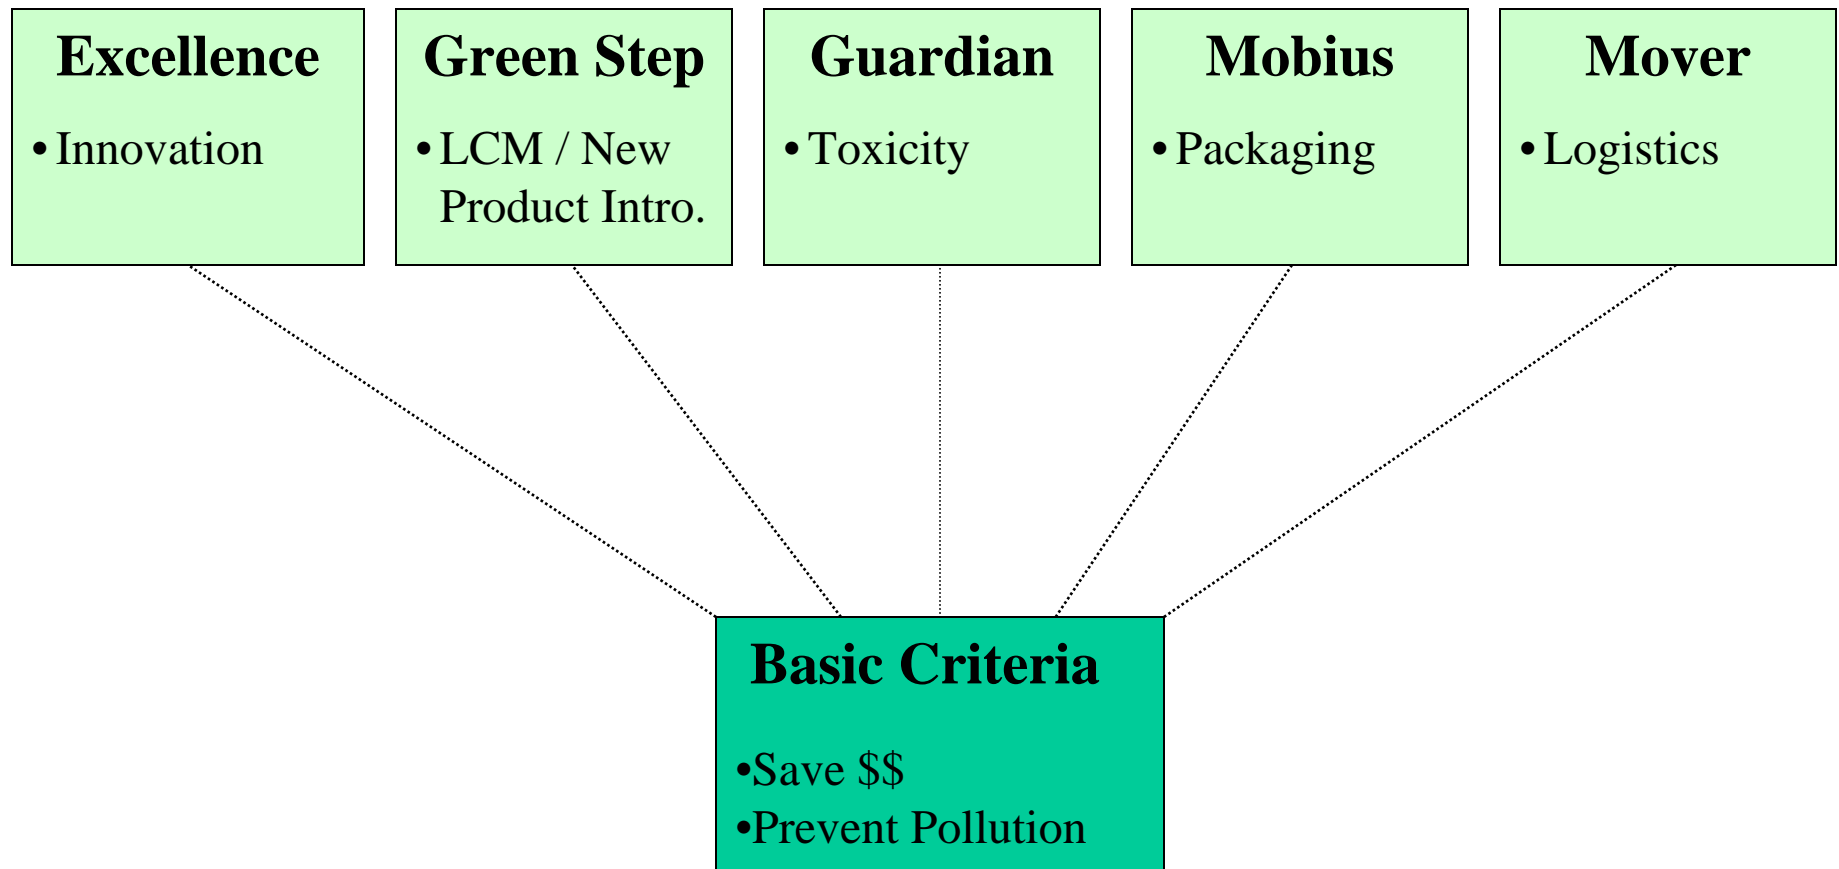 Excellence
• Innovation
Green Step
• LCM / New
Product Intro.
Guardian
• Toxicity
Mobius
• Packaging
Mover
• Logistics
Basic Criteria
•Save $$
•Prevent Pollution